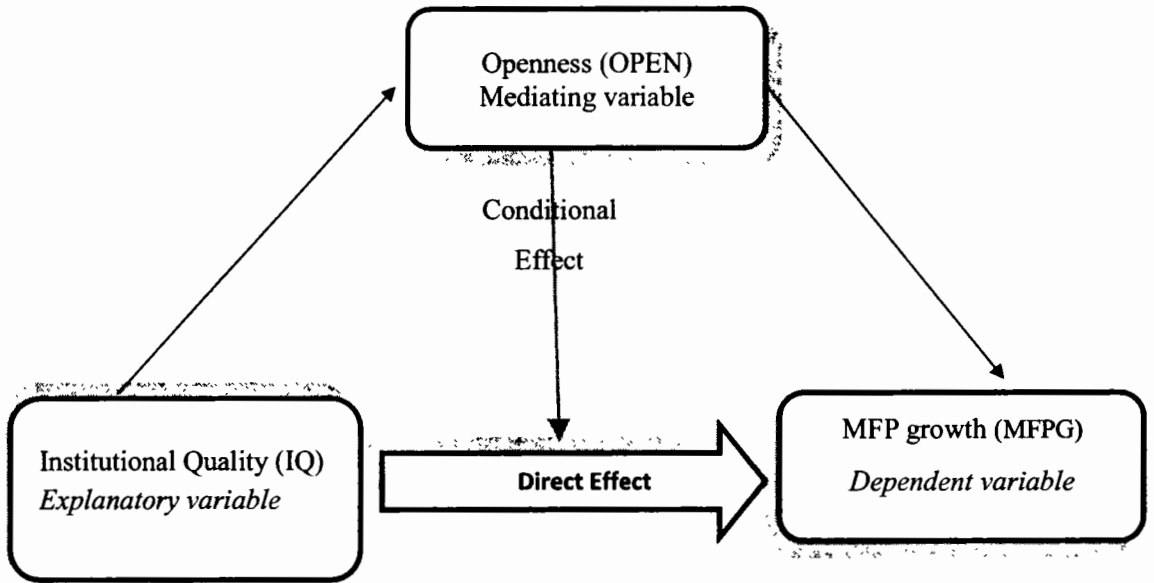 Openness (OPEN)
Mediating variable
Conditional
Effect
Institutional Quality (IQ)
Explanatory variable
Direct Effect
MFP growth (MFPG)
Dependent variable